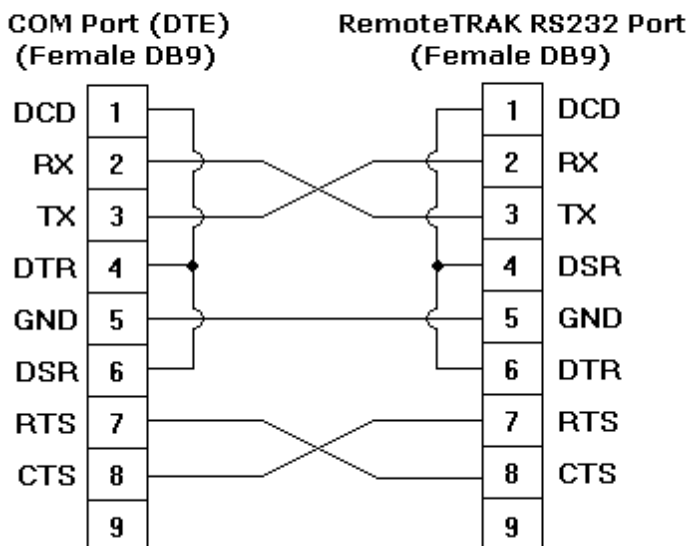 COM Port (DTE) RemoteTRAK RS232 Port
(Female DB9) (Female DB9)
DCD 1 1 DCD
RX 2 2 RX
TX 3 3 TX
DTR 4 4 DSR
GND 5 5 GND
DSR 6 6 DTR
RTS 7 7 RTS
CTS 8 8 CTS
9 9